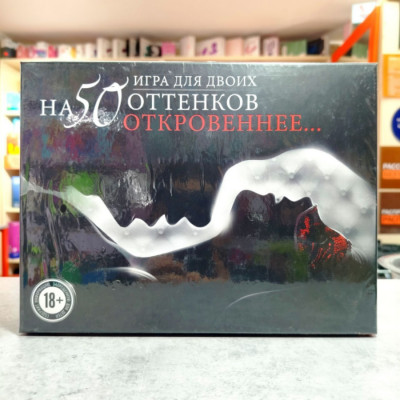 ИГРА ДЛЯ ДВОИХ
НА 50 ОТТЕНКОВ
ОТКРОВЕННЕЕ...
18+